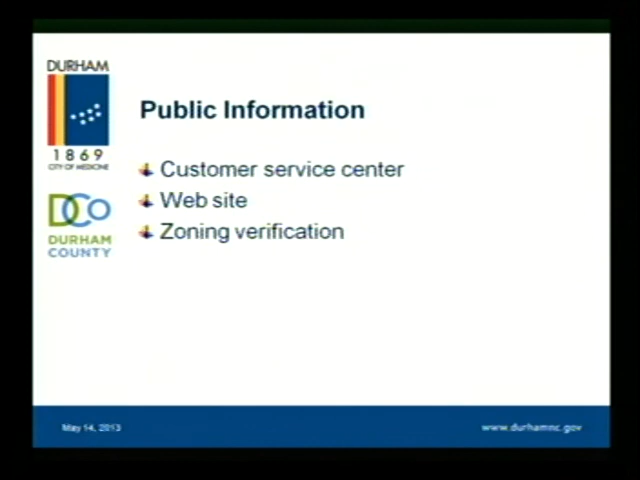 DURHAM
1869
CITY OF MEDICINE
DCo
DURHAM
COUNTY
Public Information
Customer service center
Web site
Zoning verification
May 14, 2013
www.durhamnc.gov